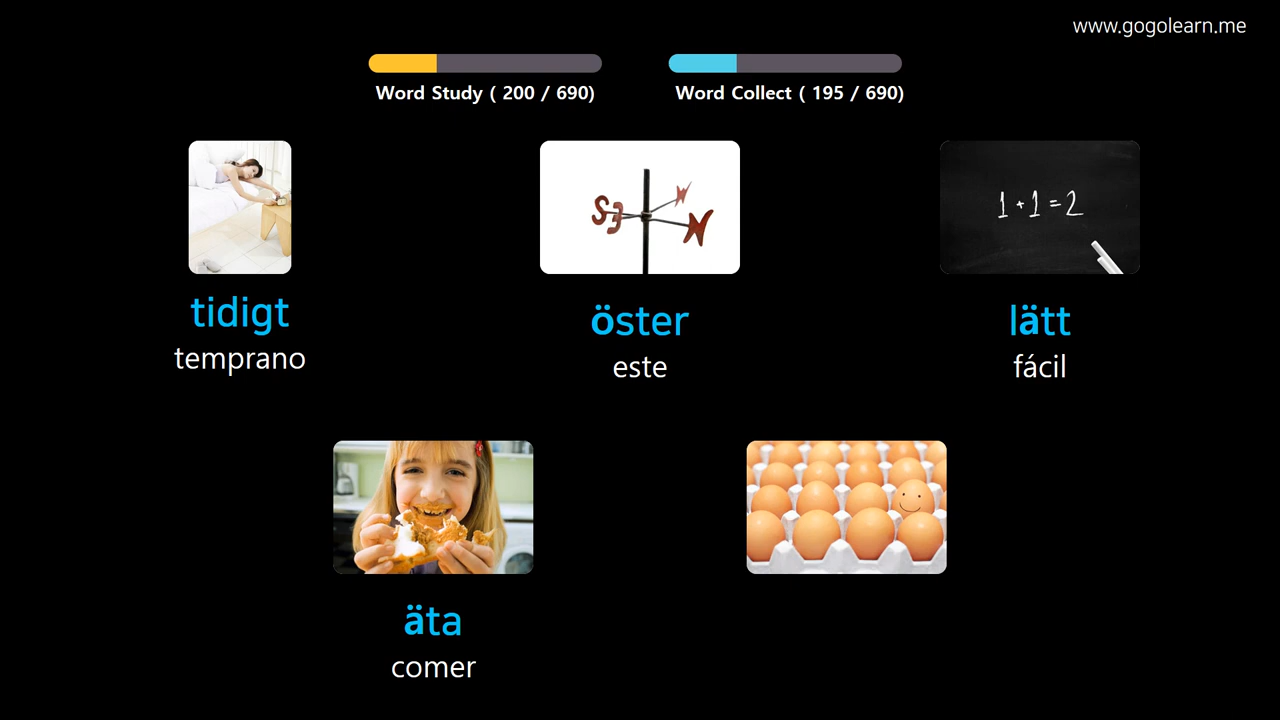 www.gogolearn.me
Word Study ( 200 / 690)
Word Collect ( 195 / 690)
S
E
N
W
1 + 1 = 2
tidigt
temprano
öster
este
lätt
fácil
äta
comer